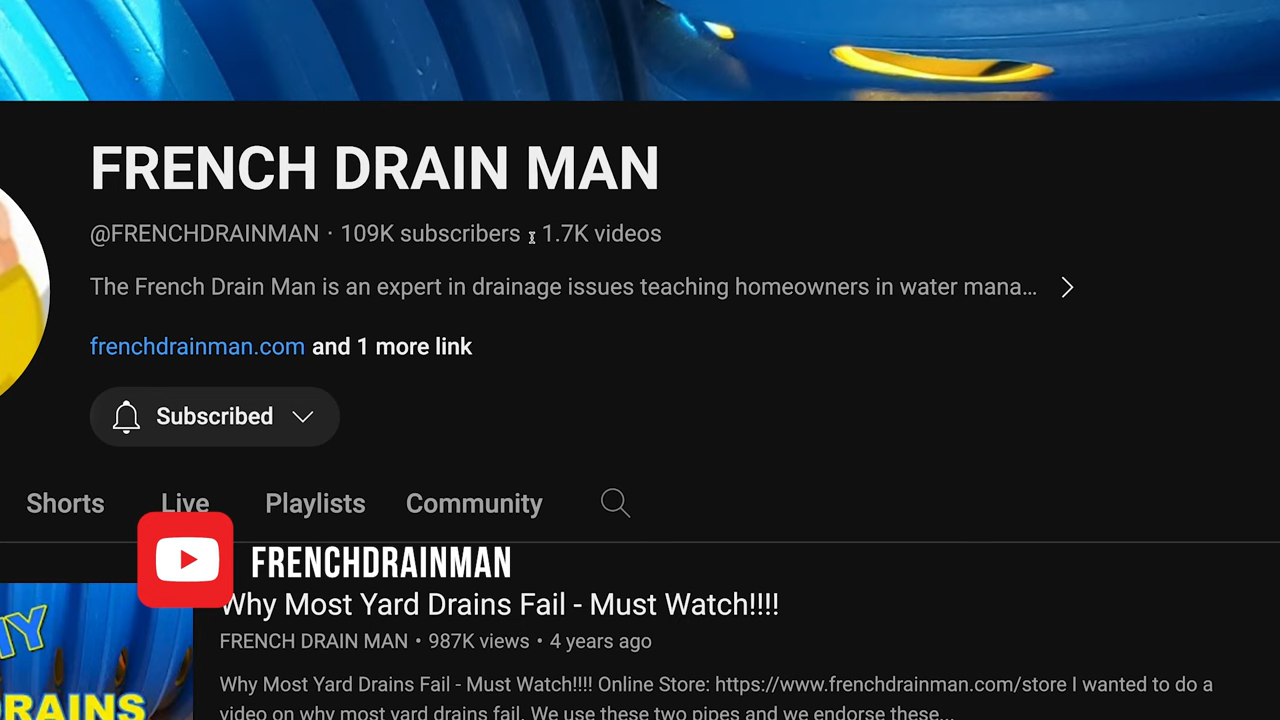 FRENCH DRAIN MAN
@FRENCHDRAINMAN · 109K subscribers · 1.7K videos
The French Drain Man is an expert in drainage issues teaching homeowners in water mana...
frenchdrainman.com and 1 more link
Subscribed
Shorts Live Playlists Community
FRENCHDRAINMAN
Why Most Yard Drains Fail - Must Watch!!!!
FRENCH DRAIN MAN • 987K views • 4 years ago
Why Most Yard Drains Fail - Must Watch!!!! Online Store: https://www.frenchdrainman.com/store I wanted to do a
video on why most yard drains fail. We use these two pipes and we endorse these...
DRAINS